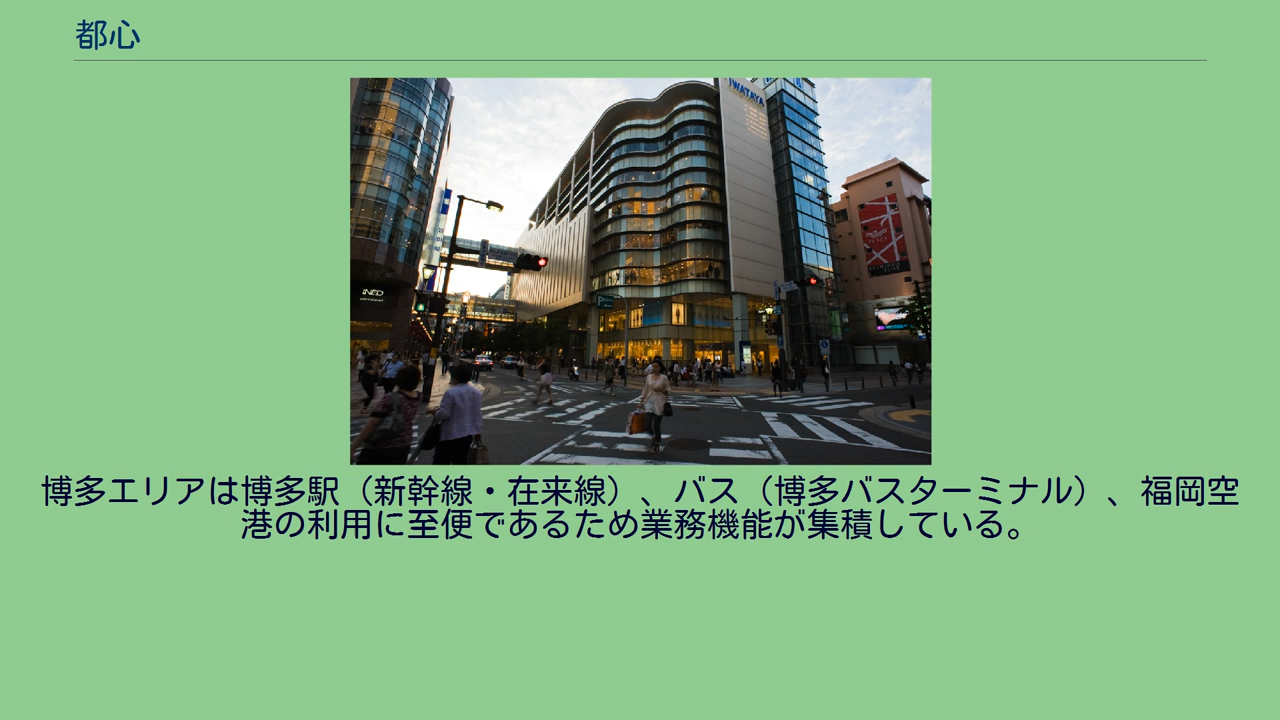 都心
IWATAYA
INED
博多エリアは博多駅（新幹線・在来線）、バス（博多バスターミナル）、福岡空
港の利用に至便であるため業務機能が集積している。